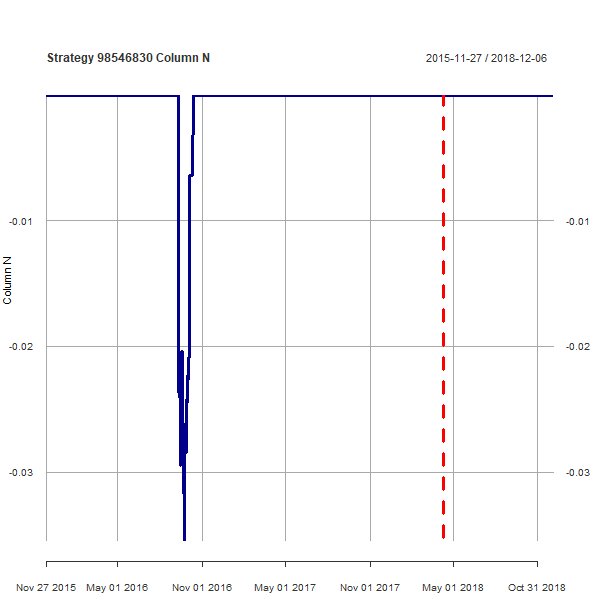 Strategy 98546830 Column N
2015-11-27 / 2018-12-06
-0.01
-0.01
Column N
-0.02
-0.02
-0.03
-0.03
Nov 27 2015
May 01 2016
Nov 01 2016
May 01 2017
Nov 01 2017
May 01 2018
Oct 31 2018